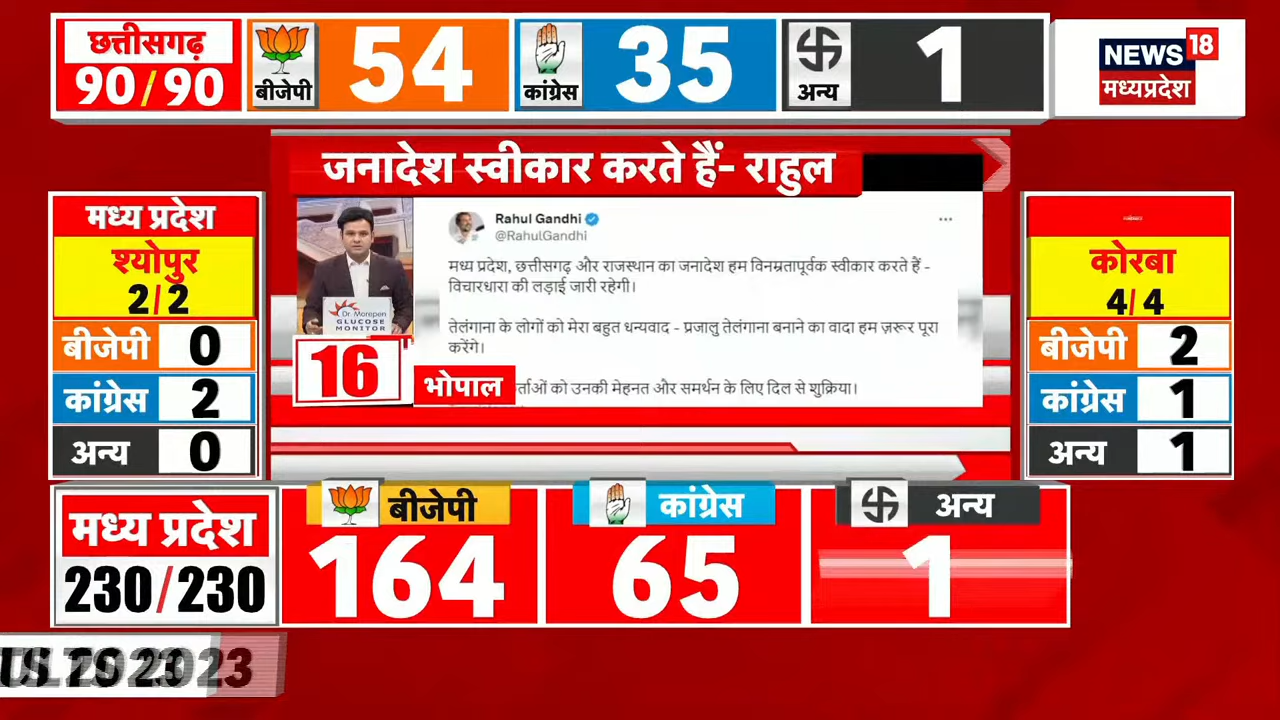 छत्तीसगढ़
90/90
बीजेपी
54
कांग्रेस
35
अन्य
1
NEWS 18
मध्यप्रदेश
जनादेश स्वीकार करते हैं- राहुल
मध्य प्रदेश
श्योपुर
2/2
बीजेपी 0
कांग्रेस 2
अन्य 0
Dr. Morepen
GLUCOSE
MONITOR
16
भोपाल
Rahul Gandhi
@RahulGandhi
मध्य प्रदेश, छत्तीसगढ़ और राजस्थान का जनादेश हम विनम्रतापूर्वक स्वीकार करते हैं -
विचारधारा की लड़ाई जारी रहेगी।
तेलंगाना के लोगों को मेरा बहुत धन्यवाद - प्रजालु तेलंगाना बनाने का वादा हम ज़रूर पूरा
करेंगे।
र्ताओं को उनकी मेहनत और समर्थन के लिए दिल से शुक्रिया।
कोरबा
4/4
बीजेपी 2
कांग्रेस 1
अन्य 1
मध्य प्रदेश
230/230
बीजेपी
164
कांग्रेस
65
अन्य
1